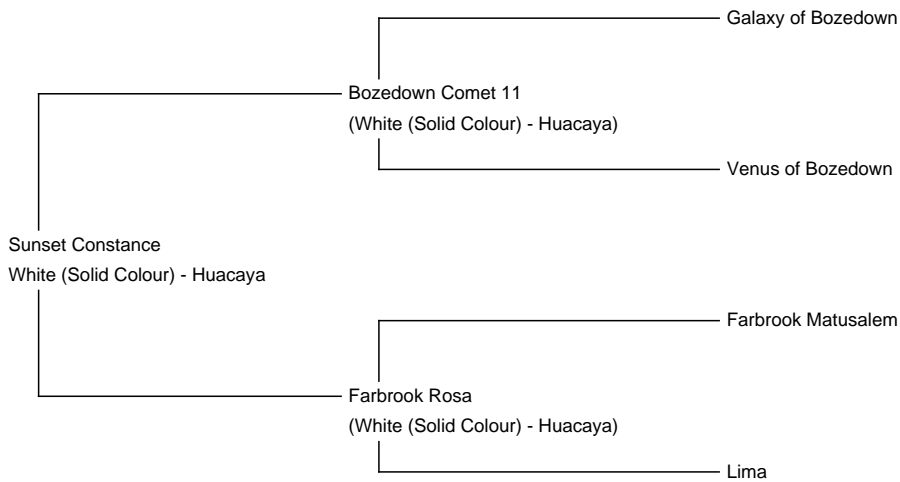 Galaxy of Bozedown
Bozedown Comet 11
(White (Solid Colour) - Huacaya)
Venus of Bozedown
Sunset Constance
White (Solid Colour) - Huacaya
Farbrook Matusalem
Farbrook Rosa
(White (Solid Colour) - Huacaya)
Lima